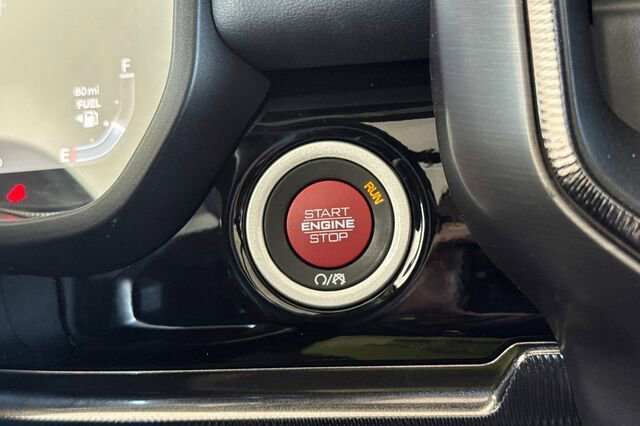 F
80 mi
FUEL
E
RUN
START
ENGINE
STOP